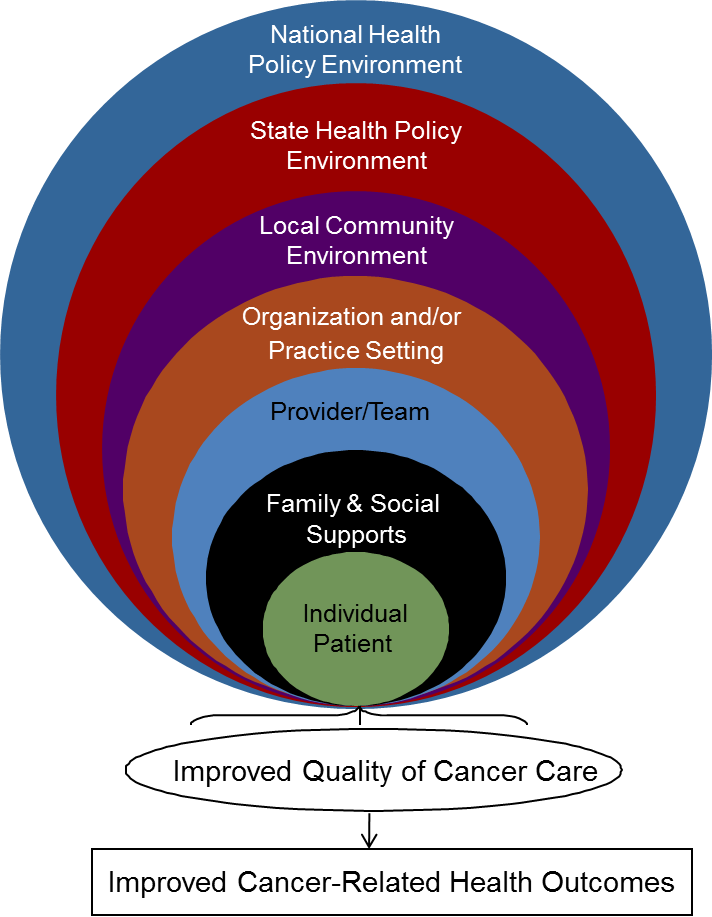 National Health
Policy Environment
State Health Policy
Environment
Local Community
Environment
Organization and/or
Practice Setting
Provider/Team
Family & Social
Supports
Individual
Patient
Improved Quality of Cancer Care
Improved Cancer-Related Health Outcomes